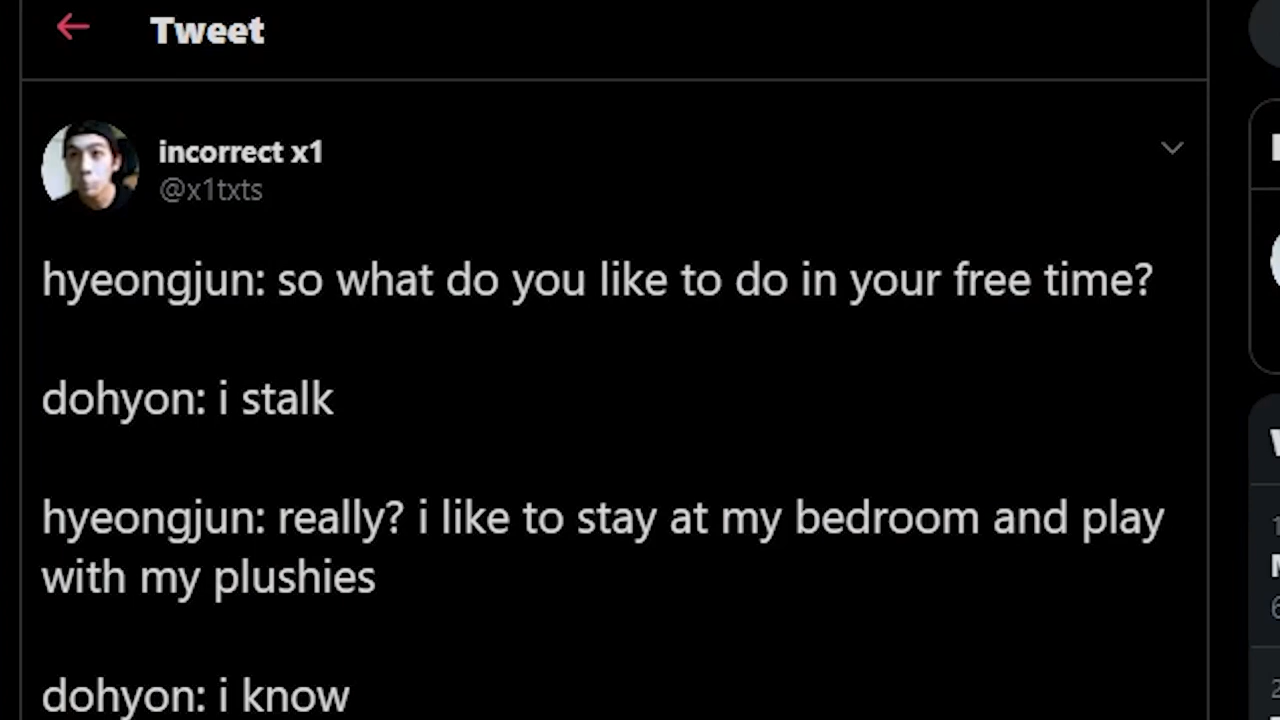 Tweet
incorrect x1
@x1txts
hyeongjun: so what do you like to do in your free time?
dohyon: i stalk
hyeongjun: really? i like to stay at my bedroom and play
with my plushies
dohyon: i know